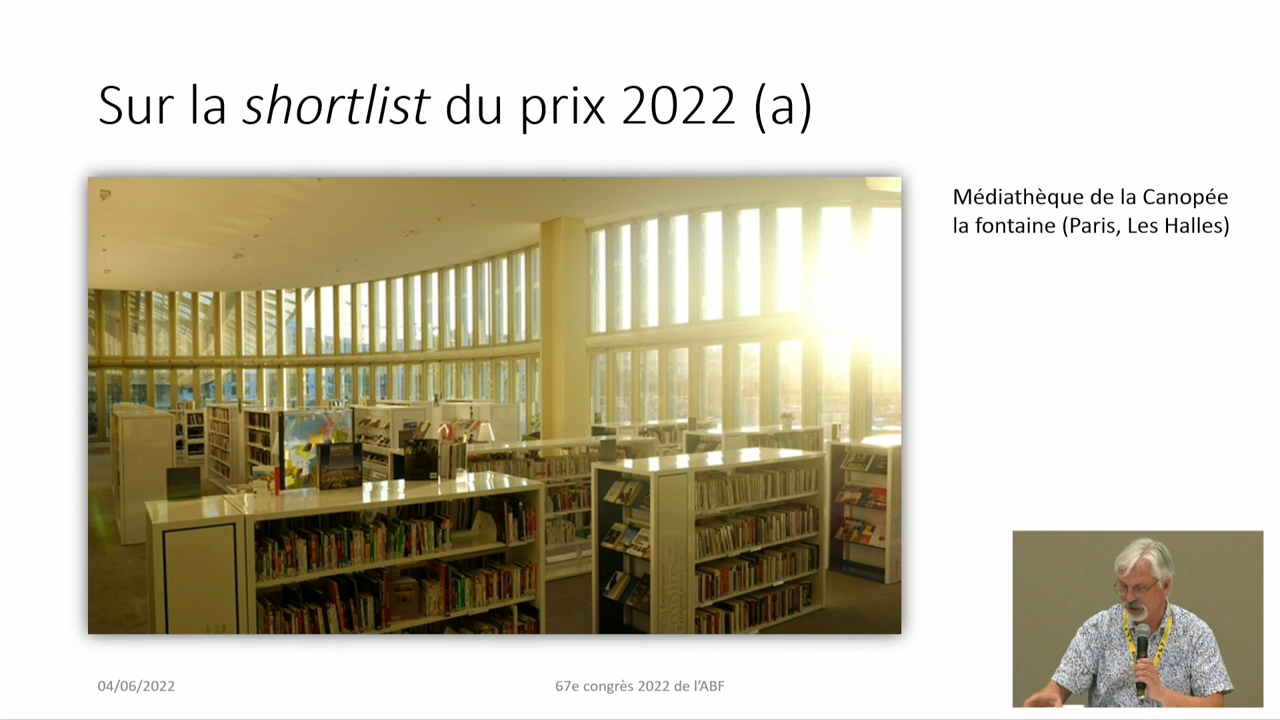 Sur la shortlist du prix 2022 (a)
Médiathèque de la Canopée
la fontaine (Paris, Les Halles)
04/06/2022
67e congrès 2022 de l'ABF